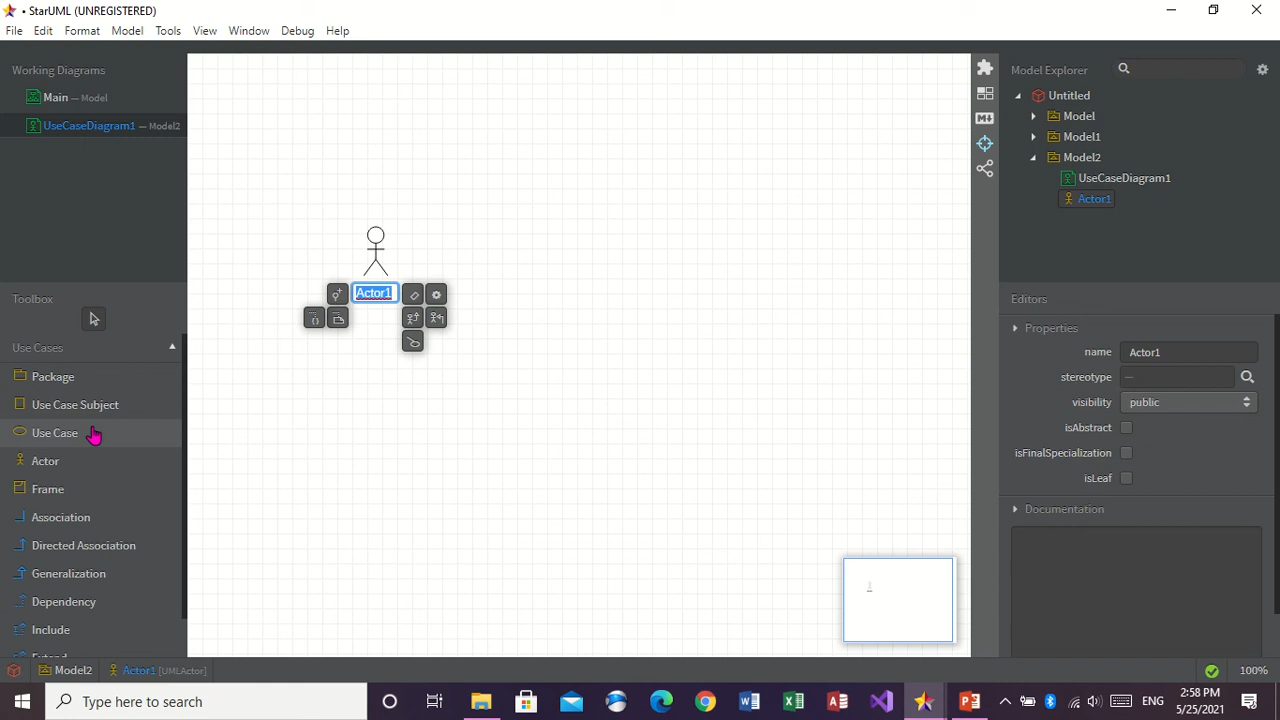 • StarUML (UNREGISTERED)
File Edit Format Model Tools View Window Debug Help
Working Diagrams
Main — Model
UseCaseDiagram1 — Model2
Toolbox
Use Cases
Package
Use Case Subject
Use Case
Actor
Frame
Association
Directed Association
Generalization
Dependency
Include
Extend
Actor1
M
Model Explorer
Untitled
Model
Model1
Model2
UseCaseDiagram1
Actor1
Editors
Properties
name Actor1
stereotype —
visibility public
isAbstract
isFinalSpecialization
isLeaf
Documentation
Model2 Actor1 [UMLActor]
100%
Type here to search
ENG
2:58 PM
5/25/2021